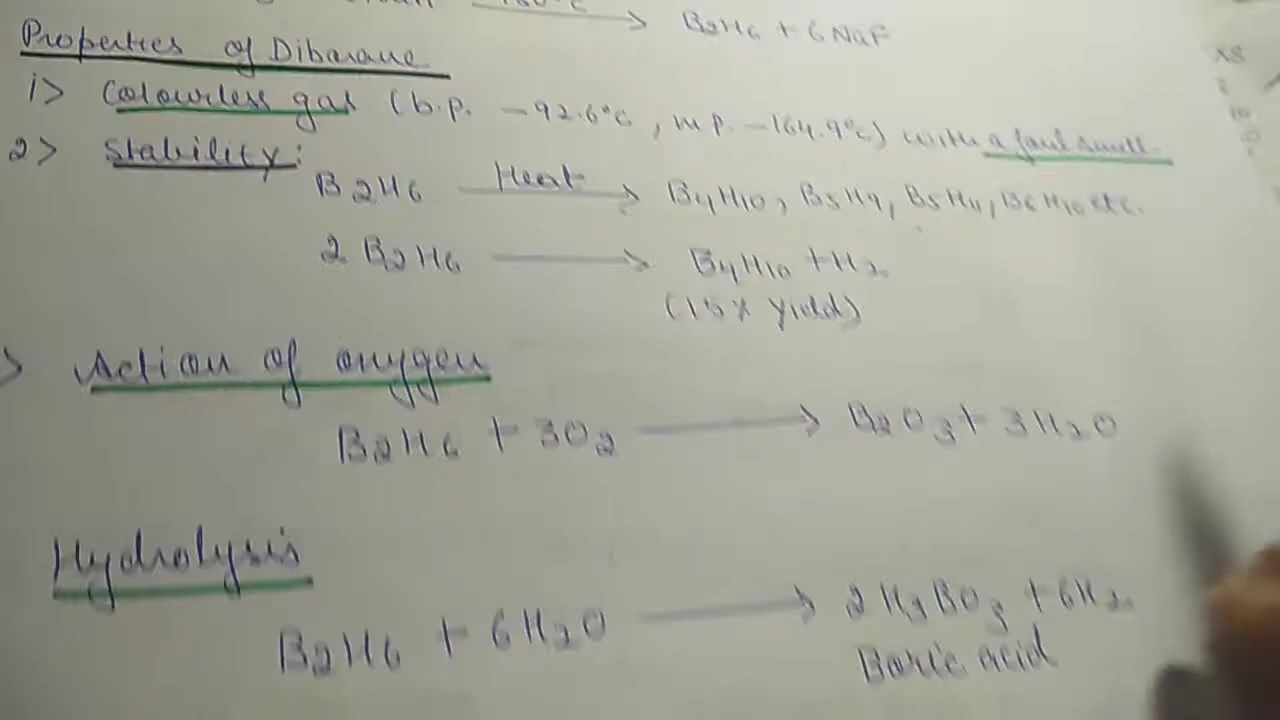 B2H6 + 6NaF
Properties of Diborane
1> Colourless gas (b.p. -92.6°C, m.p. -164.9°C) with a foul smell.
2> Stability:
B2H6 Heat → B4H10, B5H9, B5H11, B6H10 etc.
2 B2H6 → B4H10 + H2
(15% Yield)
> Action of oxygen
B2H6 + 3O2 → B2O3 + 3H2O
Hydrolysis
B2H6 + 6H2O → 2H3BO3 + 6H2
Boric acid